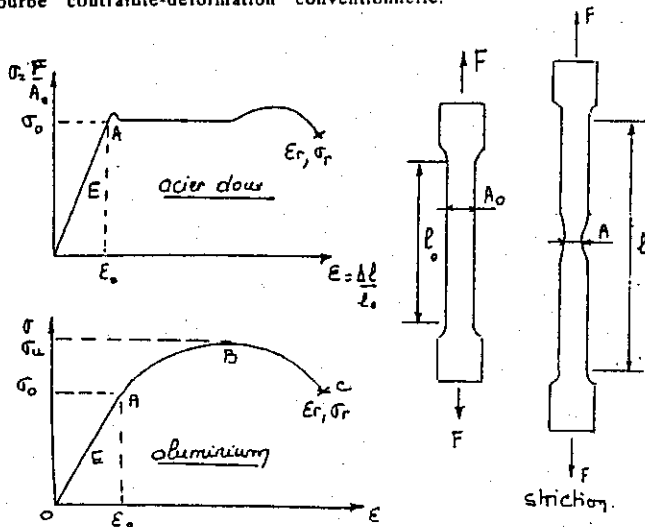 courbe contrainte-déformation conventionnelle.
σ = F/A₀
σ₀
A
E
εr, σr
acier doux
ε₀
ε = Δl/l₀
σ
σu
σ₀
A
B
C
εr, σr
E
aluminium
O
ε₀
ε
F
A₀
l₀
F
F
A
l
F
striction.